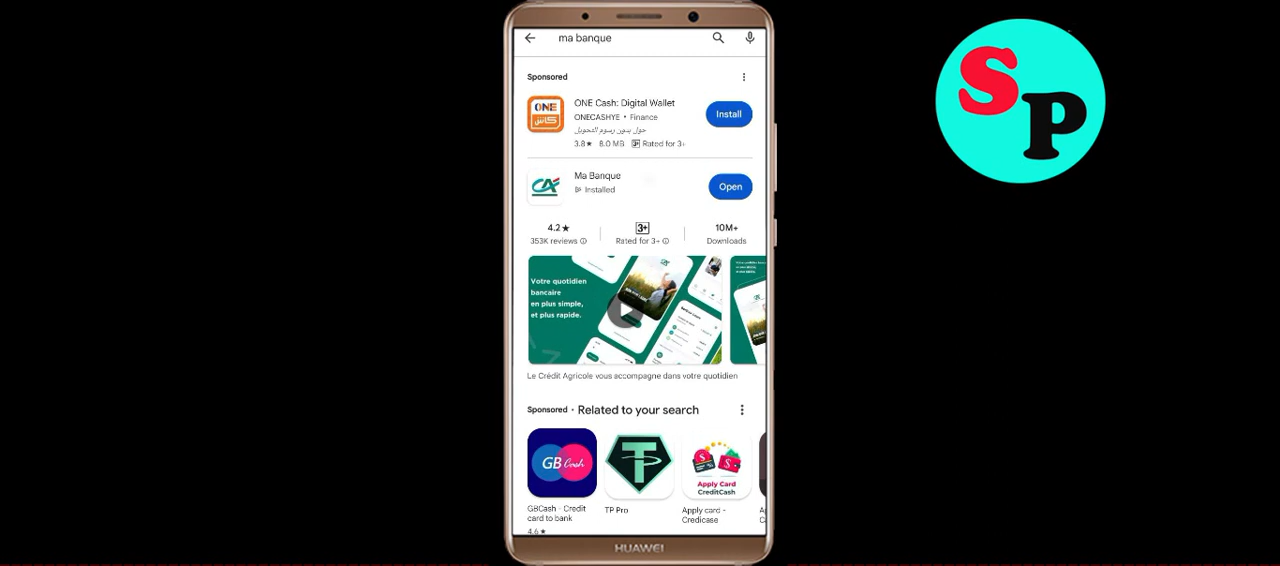 ma banque
Sponsored
ONE Cash: Digital Wallet
ONECASHYE • Finance
حول بدون رسوم التحويل
3.8★ 8.0 MB 3+ Rated for 3+
Install
ONE
كاش
Ma Banque
Installed
Open
CA
4.2★
353K reviews
3+
Rated for 3+
10M+
Downloads
Votre quotidien
bancaire
en plus simple,
et plus rapide.
Le Crédit Agricole vous accompagne dans votre quotidien
Sponsored • Related to your search
GB Cash
Apply Card
CreditCash
GBCash - Credit
card to bank
4.6★
TP Pro
Apply card -
Credicase
HUAWEI
SP